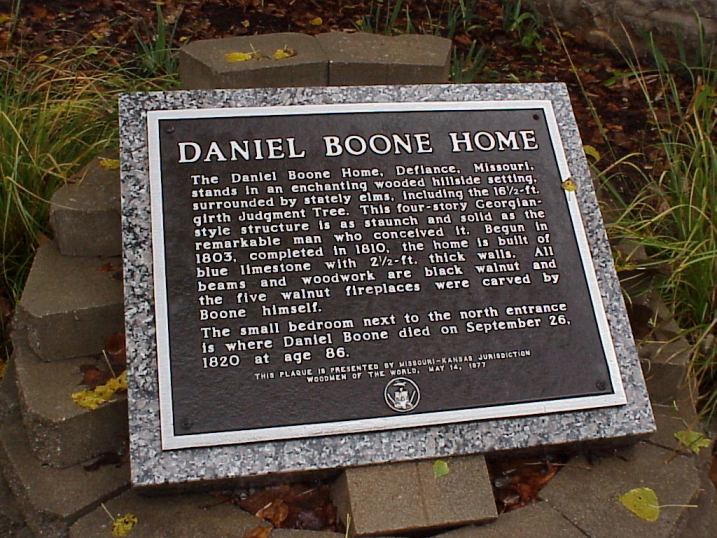 DANIEL BOONE HOME
The Daniel Boone Home, Defiance, Missouri,
stands in an enchanting wooded hillside setting,
surrounded by stately elms, including the 16½-ft.
girth Judgment Tree. This four-story Georgian-
style structure is as staunch and solid as the
remarkable man who conceived it. Begun in
1803, completed in 1810, the home is built of
blue limestone with 2½-ft. thick walls. All
beams and woodwork are black walnut and
the five walnut fireplaces were carved by
Boone himself.
The small bedroom next to the north entrance
is where Daniel Boone died on September 26,
1820 at age 86.
THIS PLAQUE IS PRESENTED BY MISSOURI-KANSAS JURISDICTION
WOODMEN OF THE WORLD, MAY 14, 1977